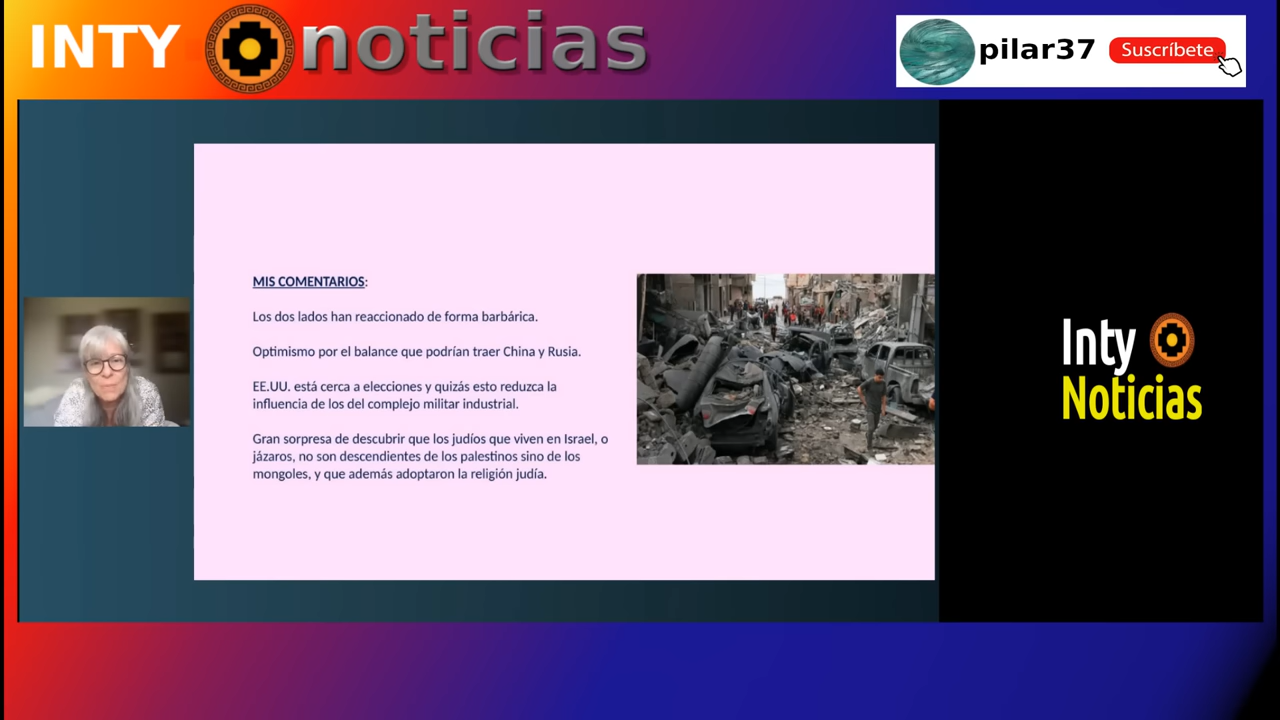 INTY noticias
pilar37
Suscríbete
MIS COMENTARIOS:
Los dos lados han reaccionado de forma barbárica.
Optimismo por el balance que podrían traer China y Rusia.
EE.UU. está cerca a elecciones y quizás esto reduzca la
influencia de los del complejo militar industrial.
Gran sorpresa de descubrir que los judíos que viven en Israel, o
jázaros, no son descendientes de los palestinos sino de los
mongoles, y que además adoptaron la religión judía.
Inty
Noticias